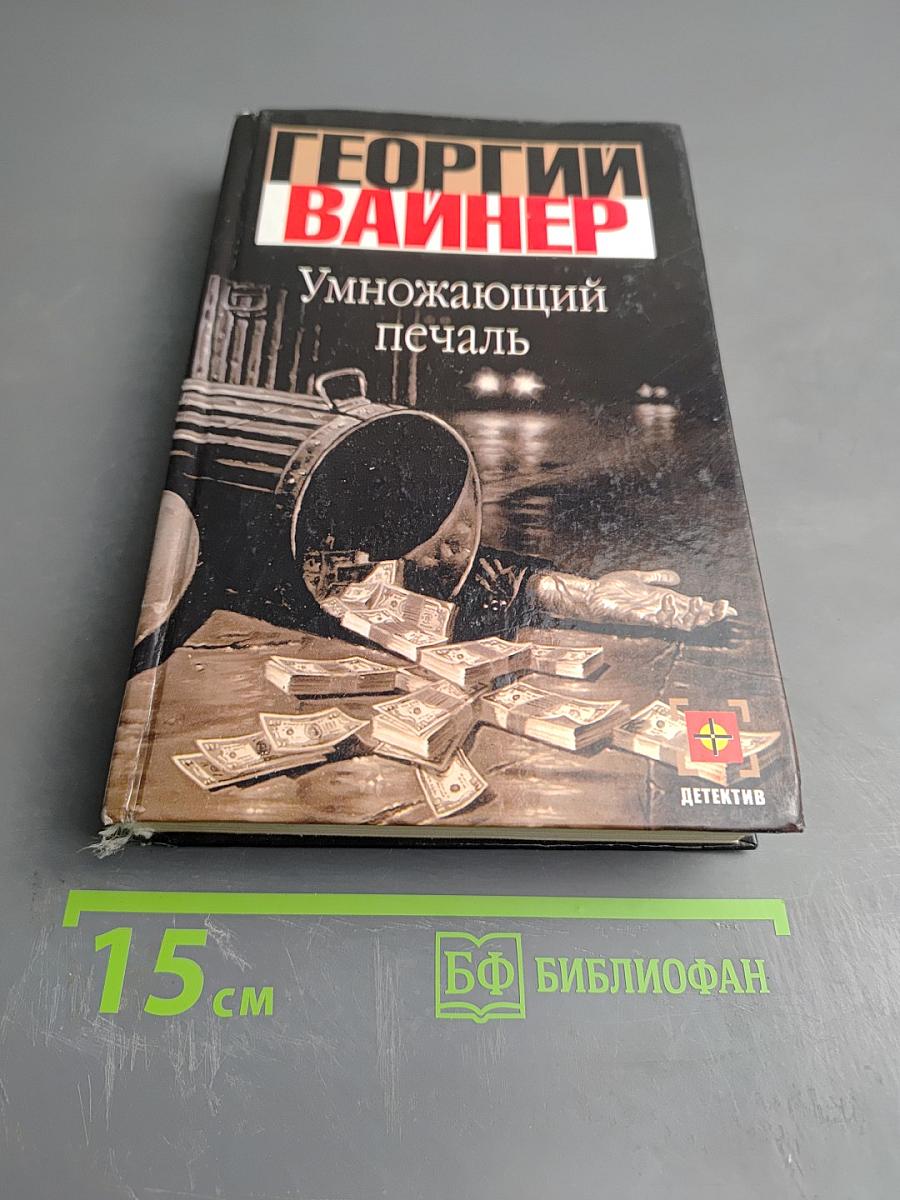 ГЕОРГИЙ
ВАЙНЕР
Умножающий
печаль
ДЕТЕКТИВ
15 см
БФ БИБЛИОФАН